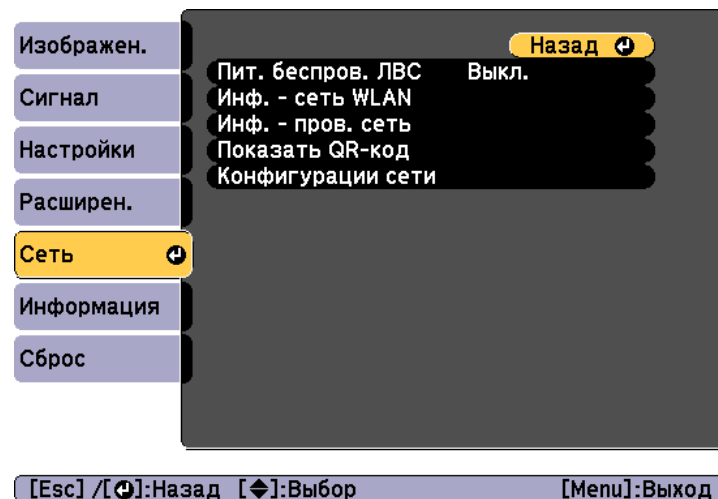 Изображен.
Сигнал
Настройки
Расширен.
Сеть
Информация
Сброс
Назад
Пит. беспров. ЛВС Выкл.
Инф. - сеть WLAN
Инф. - пров. сеть
Показать QR-код
Конфигурации сети
[Esc] /[ ]:Назад [ ]:Выбор [Menu]:Выход